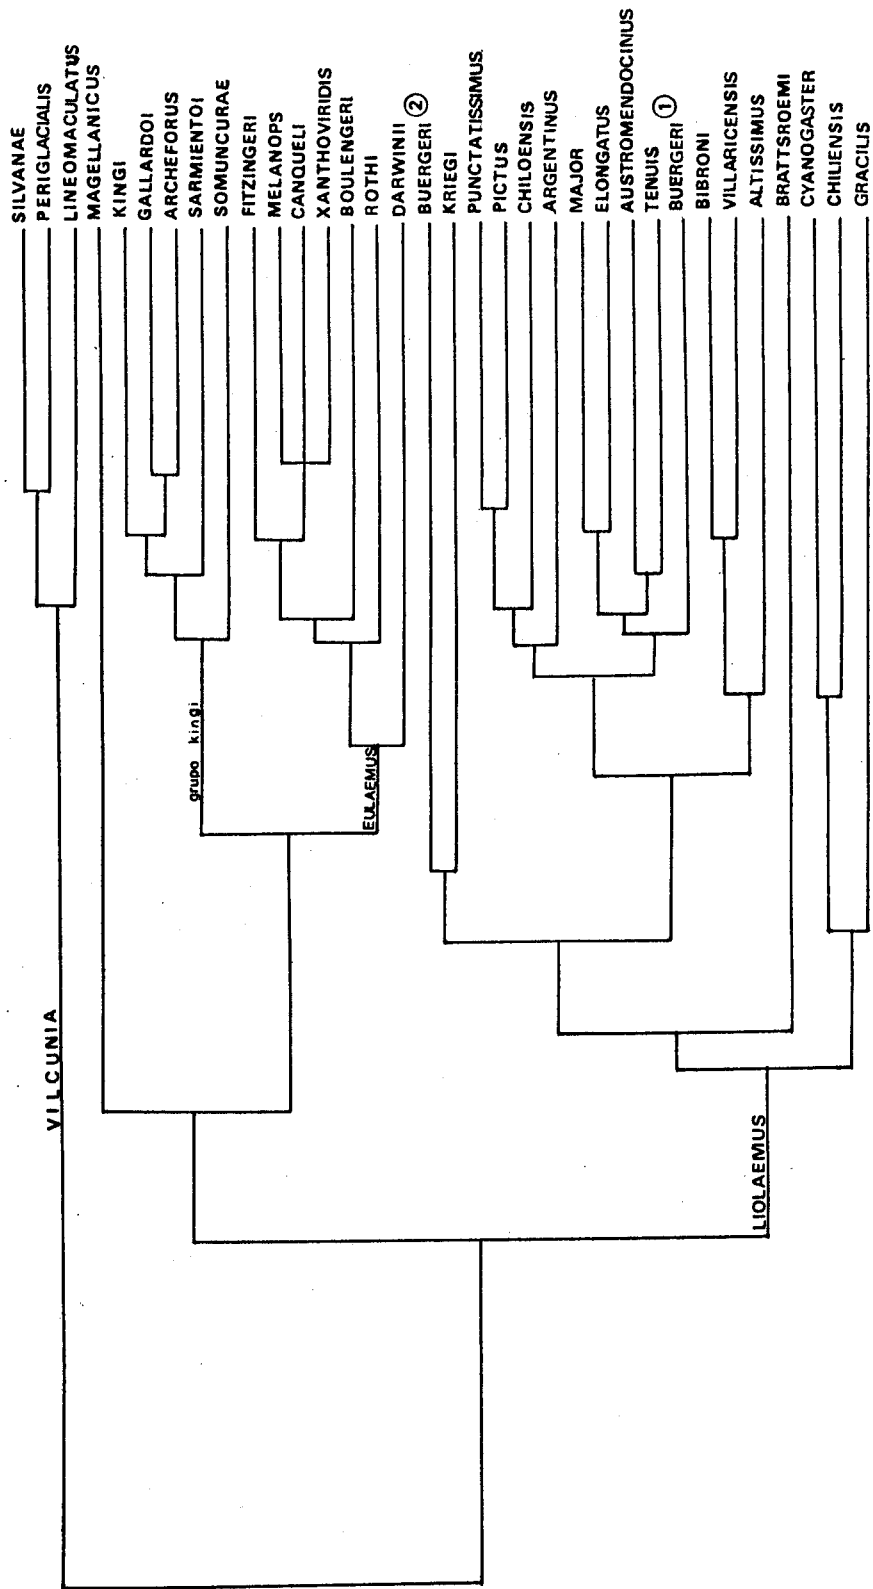 SILVANAE
PERIGLACIALIS
LINEOMACULATUS
MAGELLANICUS
KINGI
GALLARDOI
ARCHEFORUS
SARMIENTOI
SOMUNCURAE
FITZINGERI
MELANOPS
CANQUELI
XANTHOVIRIDIS
BOULENGERI
ROTHI
DARWINII
BUERGERI 2
KRIEGI
PUNCTATISSIMUS
PICTUS
CHILOENSIS
ARGENTINUS
MAJOR
ELONGATUS
AUSTROMENDOCINUS
TENUIS
BUERGERI 1
BIBRONI
VILLARICENSIS
ALTISSIMUS
BRATTSROEMI
CYANOGASTER
CHILIENSIS
GRACILIS
grupo kingi
EULAEMUS
VILCUNIA
LIOLAEMUS